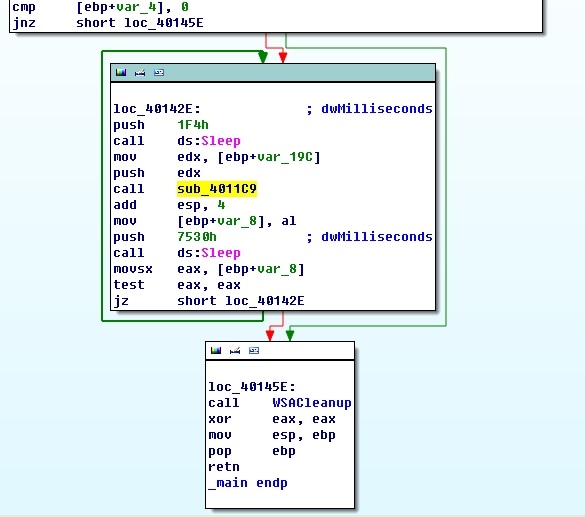 cmp [ebp+var_4], 0
jnz short loc_40145E
loc_40142E: ; dwMilliseconds
push 1F4h
call ds:Sleep
mov edx, [ebp+var_19C]
push edx
call sub_4011C9
add esp, 4
mov [ebp+var_8], al
push 7530h ; dwMilliseconds
call ds:Sleep
movsx eax, [ebp+var_8]
test eax, eax
jz short loc_40142E
loc_40145E:
call WSACleanup
xor eax, eax
mov esp, ebp
pop ebp
retn
_main endp